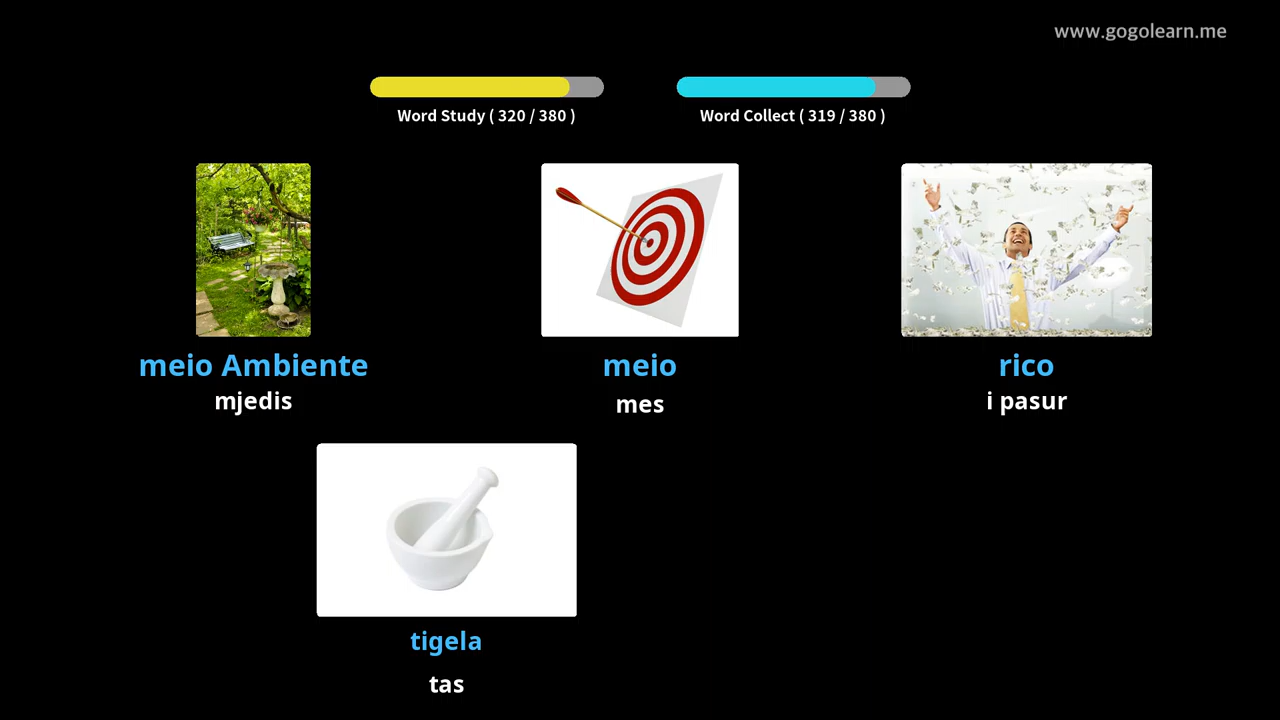 www.gogolearn.me
Word Study ( 320 / 380 )
Word Collect ( 319 / 380 )
meio Ambiente
mjedis
meio
mes
rico
i pasur
tigela
tas